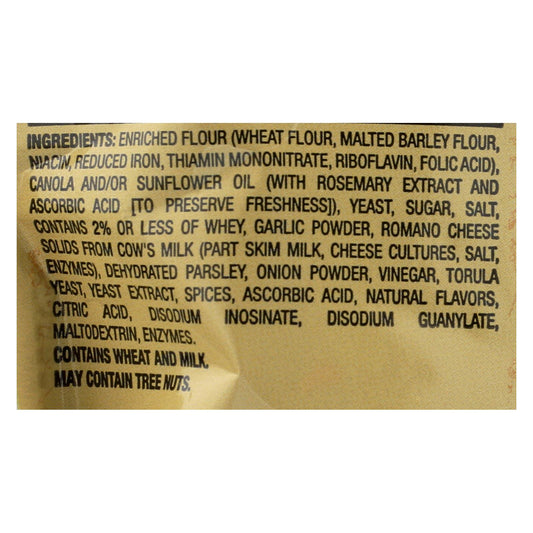 INGREDIENTS: ENRICHED FLOUR (WHEAT FLOUR, MALTED BARLEY FLOUR,
NIACIN, REDUCED IRON, THIAMIN MONONITRATE, RIBOFLAVIN, FOLIC ACID),
CANOLA AND/OR SUNFLOWER OIL (WITH ROSEMARY EXTRACT AND
ASCORBIC ACID [TO PRESERVE FRESHNESS]), YEAST, SUGAR, SALT,
CONTAINS 2% OR LESS OF WHEY, GARLIC POWDER, ROMANO CHEESE
SOLIDS FROM COW'S MILK (PART SKIM MILK, CHEESE CULTURES, SALT,
ENZYMES), DEHYDRATED PARSLEY, ONION POWDER, VINEGAR, TORULA
YEAST, YEAST EXTRACT, SPICES, ASCORBIC ACID, NATURAL FLAVORS,
CITRIC ACID, DISODIUM INOSINATE, DISODIUM GUANYLATE,
MALTODEXTRIN, ENZYMES.
CONTAINS WHEAT AND MILK.
MAY CONTAIN TREE NUTS.